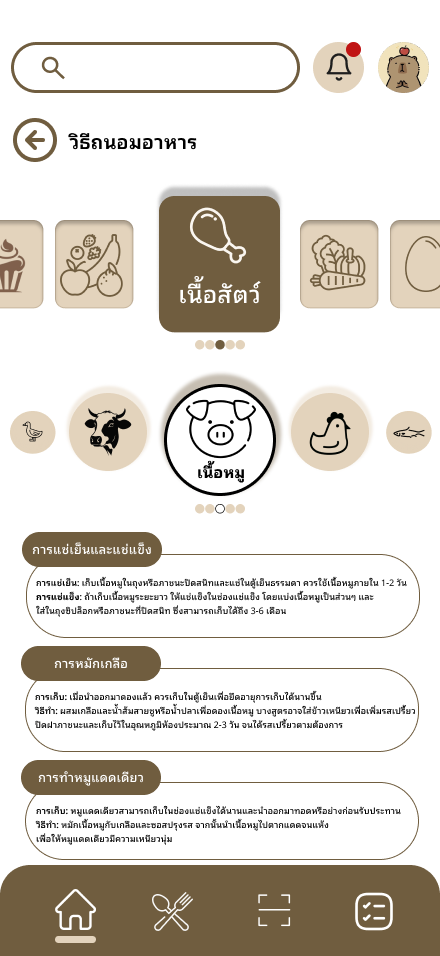 วิธีถนอมอาหาร
เนื้อสัตว์
เนื้อหมู
การแช่เย็นและแช่แข็ง
การแช่เย็น: เก็บเนื้อหมูในถุงหรือภาชนะปิดสนิทและแช่ในตู้เย็นธรรมดา ควรใช้เนื้อหมูภายใน 1-2 วัน
การแช่แข็ง: ถ้าเก็บเนื้อหมูระยะยาว ให้แช่แข็งในช่องแช่แข็ง โดยแบ่งเนื้อหมูเป็นส่วนๆ และ
ใส่ในถุงซิปล็อกหรือภาชนะที่ปิดสนิท ซึ่งสามารถเก็บได้ถึง 3-6 เดือน
การหมักเกลือ
การเก็บ: เมื่อนำออกมาดองแล้ว ควรเก็บในตู้เย็นเพื่อยืดอายุการเก็บได้นานขึ้น
วิธีทำ: ผสมเกลือและน้ำส้มสายชูหรือน้ำปลาเพื่อดองเนื้อหมู บางสูตรอาจใส่ข้าวเหนียวเพื่อเพิ่มรสเปรี้ยว
ปิดฝาภาชนะและเก็บไว้ในอุณหภูมิห้องประมาณ 2-3 วัน จนได้รสเปรี้ยวตามต้องการ
การทำหมูแดดเดียว
การเก็บ: หมูแดดเดียวสามารถเก็บในช่องแช่แข็งได้นานและนำออกมาทอดหรือย่างก่อนรับประทาน
วิธีทำ: หมักเนื้อหมูกับเกลือและซอสปรุงรส จากนั้นนำเนื้อหมูไปตากแดดจนแห้ง
เพื่อให้หมูแดดเดียวมีความเหนียวนุ่ม